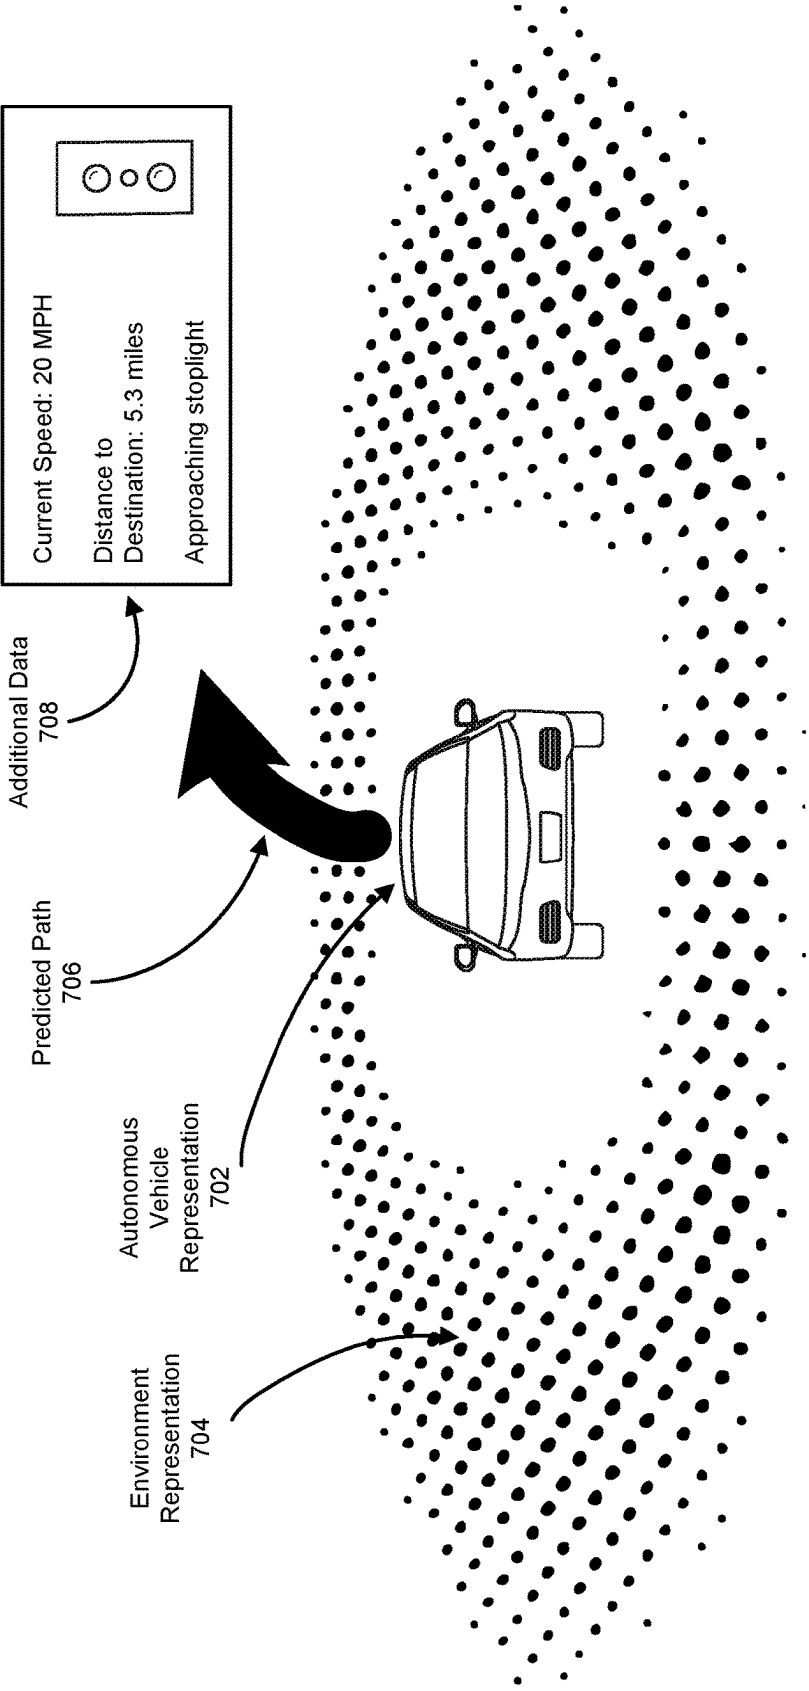 Environment
Representation
704
Autonomous
Vehicle
Representation
702
Predicted Path
706
Additional Data
708
Current Speed: 20 MPH
Distance to
Destination: 5.3 miles
Approaching stoplight